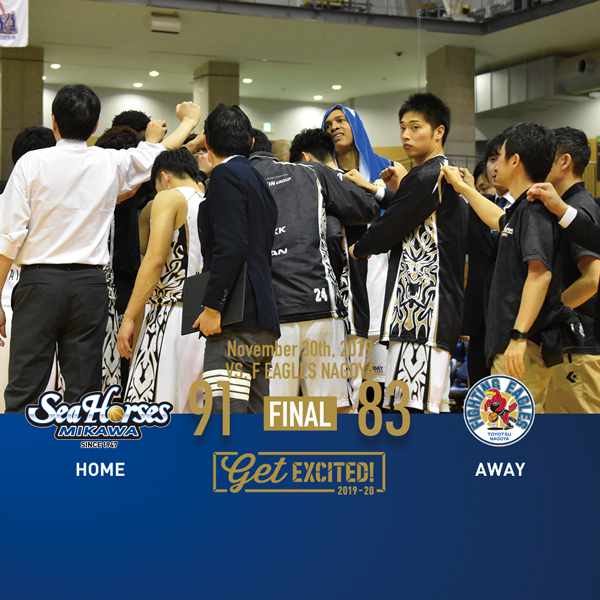 24
November 30th, 2019
VS. F EAGLES NAGOYA
91 FINAL 83
SeaHorses
MIKAWA
SINCE 1947
FIGHTING EAGLES
TOYOTSU
NAGOYA
HOME
AWAY
Get EXCITED!
2019-20